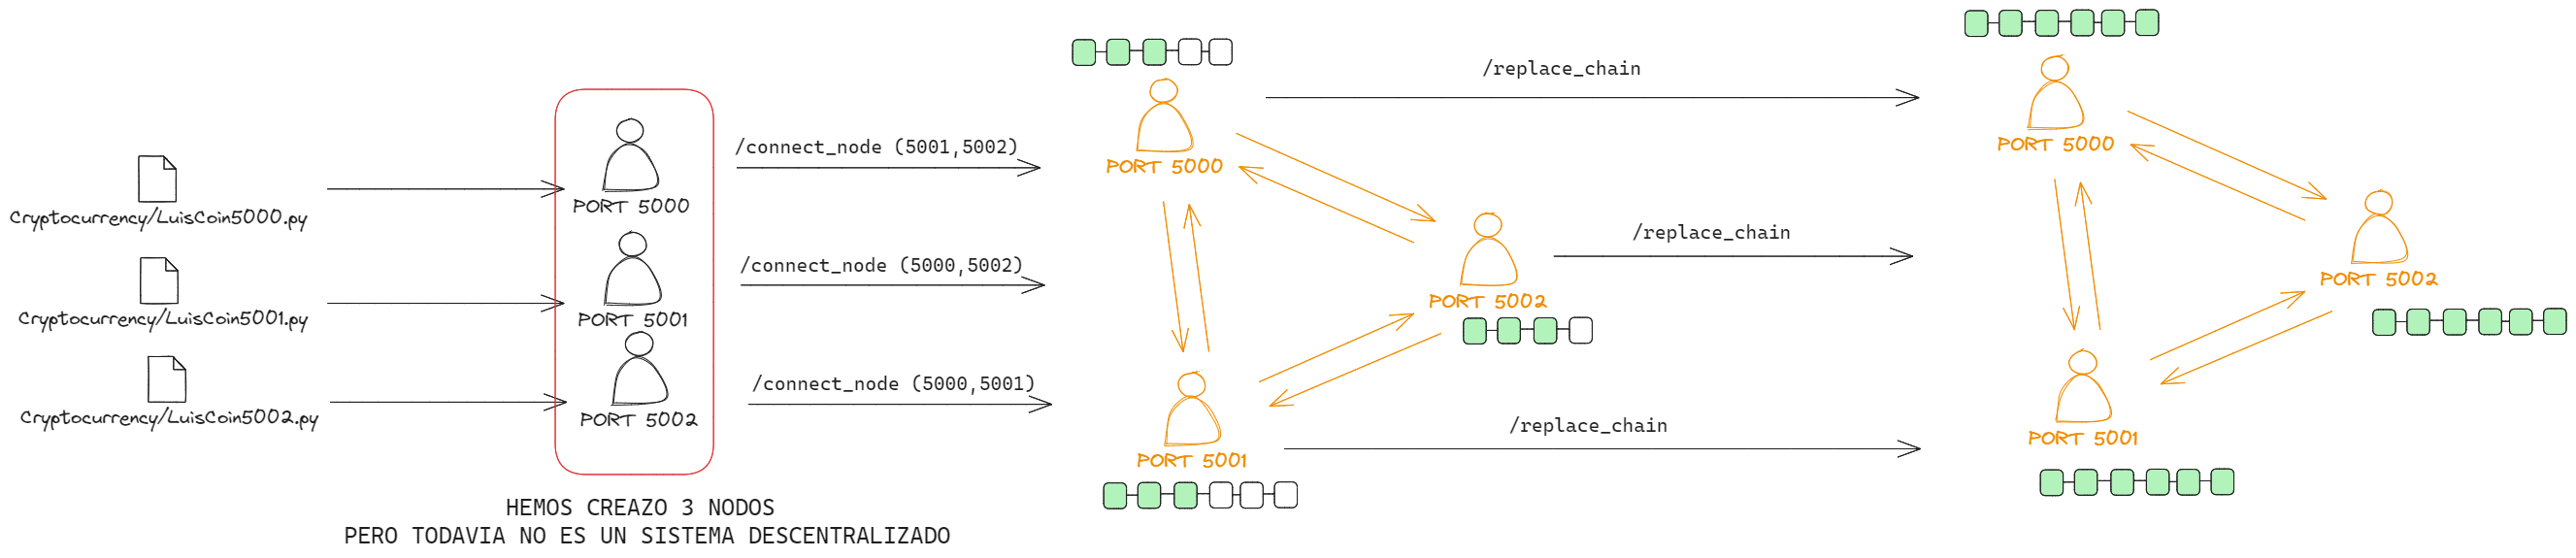 Cryptocurrency/LuisCoin5000.py
Cryptocurrency/LuisCoin5001.py
Cryptocurrency/LuisCoin5002.py
PORT 5000
PORT 5001
PORT 5002
HEMOS CREAZO 3 NODOS
PERO TODAVIA NO ES UN SISTEMA DESCENTRALIZADO
/connect_node (5001,5002)
/connect_node (5000,5002)
/connect_node (5000,5001)
PORT 5000
PORT 5002
PORT 5001
/replace_chain
/replace_chain
/replace_chain
PORT 5000
PORT 5002
PORT 5001